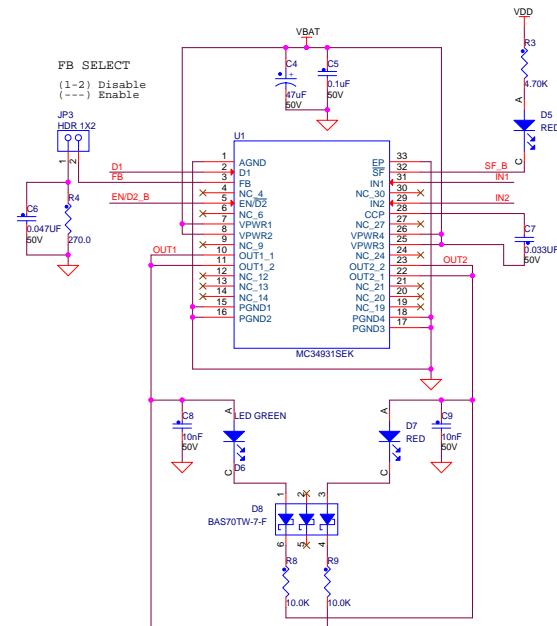 VDD
VBAT
R3
4.70K
FB SELECT
(1-2) Disable
(---) Enable
C4
47uF
50V
C5
0.1uF
50V
A
D5
RED
C
JP3
HDR 1X2
1
2
U1
D1
FB
EN/D2_B
OUT1
SF_B
IN1
IN2
OUT2
1 AGND
2 D1
3 FB
4 NC_4
5 EN/D2
6 NC_6
7 VPWR1
8 VPWR2
9 NC_9
10 OUT1_1
11 OUT1_2
12 NC_12
13 NC_13
14 NC_14
15 PGND1
16 PGND2
EP 33
SF 32
IN1 31
NC_30 30
IN2 29
CCP 28
NC_27 27
VPWR4 26
VPWR3 25
NC_24 24
OUT2_2 23
OUT2_1 22
NC_21 21
NC_20 20
NC_19 19
PGND4 18
PGND3 17
MC34931SEK
R4
270.0
C6
0.047UF
50V
C7
0.033UF
50V
C8
10nF
50V
A
LED GREEN
D6
C
A
D7
RED
C
C9
10nF
50V
D8
BAS70TW-7-F
1
2
3
6
5
4
R8
10.0K
R9
10.0K